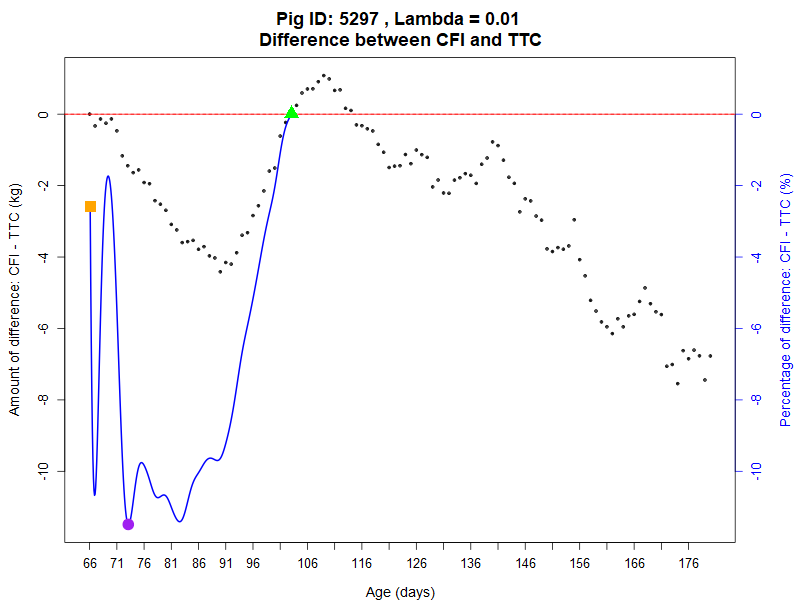 Pig ID: 5297 , Lambda = 0.01
Difference between CFI and TTC
Amount of difference: CFI - TTC (kg)
0
-2
-4
-6
-8
-10
0
-2
-4
-6
-8
-10
Percentage of difference: CFI - TTC (%)
66 71 76 81 86 91 96 106 116 126 136 146 156 166 176
Age (days)